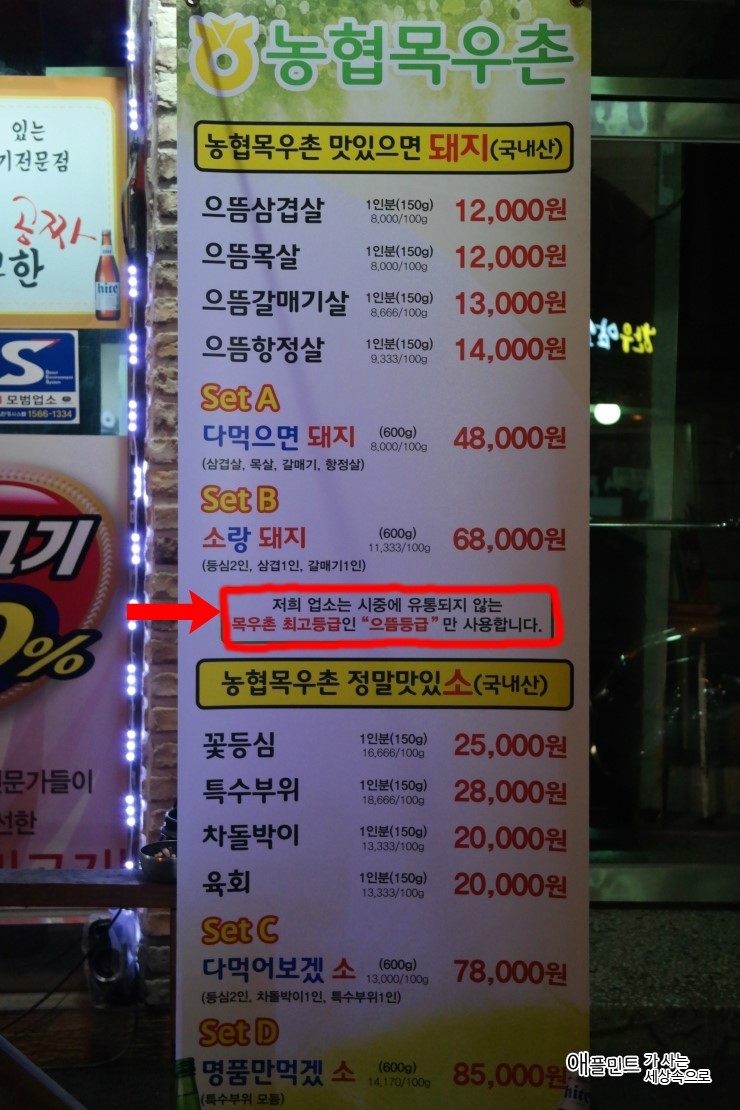 농협목우촌
농협목우촌 맛있으면 돼지(국내산)
으뜸삼겹살 1인분(150g) 12,000원
8,000/100g
으뜸목살 1인분(150g) 12,000원
8,000/100g
으뜸갈매기살 1인분(150g) 13,000원
8,666/100g
으뜸항정살 1인분(150g) 14,000원
9,333/100g
Set A
다먹으면 돼지 (600g) 48,000원
8,000/100g
(삼겹살, 목살, 갈매기, 항정살)
Set B
소랑 돼지 (600g) 68,000원
11,333/100g
(등심2인, 삼겹1인, 갈매기1인)
저희 업소는 시중에 유통되지 않는
목우촌 최고등급인 "으뜸등급" 만 사용합니다.
농협목우촌 정말맛있소(국내산)
꽃등심 1인분(150g) 25,000원
16,666/100g
특수부위 1인분(150g) 28,000원
18,666/100g
차돌박이 1인분(150g) 20,000원
13,333/100g
육회 1인분(150g) 20,000원
13,333/100g
Set C
다먹어보겠 소 (600g) 78,000원
13,000/100g
(등심2인, 차돌박이1인, 특수부위1인)
Set D
명품만먹겠 소 (600g) 85,000원
14,170/100g
(특수부위 모둠)
있는
기전문점
공짜
한
hite
S
모범업소
1566-1334
고기
0%
문가들이
선한
애플민트 가 사는
세상속으로